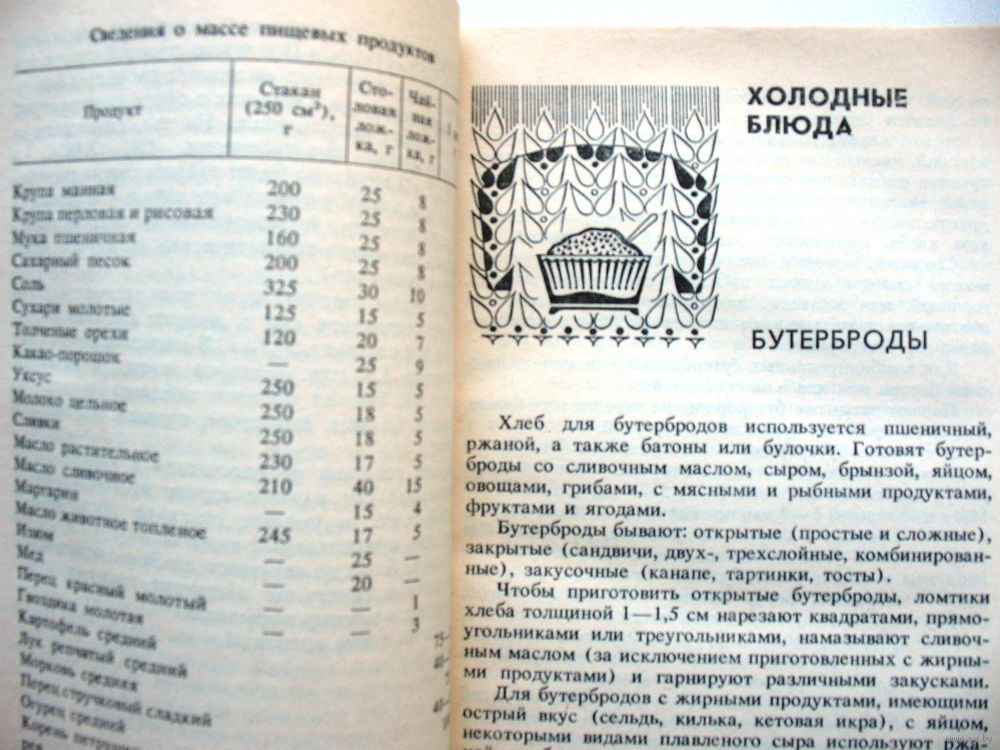 Сведения о массе пищевых продуктов
Продукт
Стакан
(250 см³),
г
Сто-
ловая
лож-
ка, г
Чай-
ная
лож-
ка, г
Крупа манная 200 25 8
Крупа перловая и рисовая 230 25 8
Мука пшеничная 160 25 8
Сахарный песок 200 25 8
Соль 325 30 10
Сухари молотые 125 15 5
Толченые орехи 120 20 7
Какао-порошок — 25 9
Уксус 250 15 5
Молоко цельное 250 18 5
Сливки 250 18 5
Масло растительное 230 17 5
Масло сливочное 210 40 15
Маргарин — 15 4
Масло животное топленое 245 17 5
Изюм — 25 —
Мед — 20 —
Перец красный молотый — — 1
Гвоздика молотая — — 3
Картофель средний
Лук репчатый средний
Морковь средняя
Перец стручковый сладкий
Огурец средний
Корень
ХОЛОДНЫЕ
БЛЮДА
БУТЕРБРОДЫ
Хлеб для бутербродов используется пшеничный,
ржаной, а также батоны или булочки. Готовят бутер-
броды со сливочным маслом, сыром, брынзой, яйцом,
овощами, грибами, с мясными и рыбными продуктами,
фруктами и ягодами.
Бутерброды бывают: открытые (простые и сложные),
закрытые (сандвичи, двух-, трехслойные, комбинирован-
ные), закусочные (канапе, тартинки, тосты).
Чтобы приготовить открытые бутерброды, ломтики
хлеба толщиной 1—1,5 см нарезают квадратами, прямо-
угольниками или треугольниками, намазывают сливоч-
ным маслом (за исключением приготовленных с жирны-
ми продуктами) и гарнируют различными закусками.
Для бутербродов с жирными продуктами, имеющими
острый вкус (сельдь, килька, кетовая икра), с яйцом,
некоторыми видами плавленого сыра используют ржа-